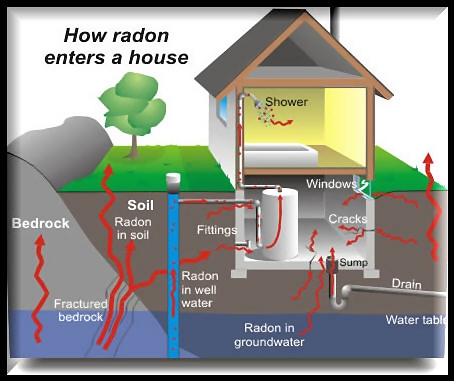 How radon
enters a house
Shower
Windows
Bedrock
Soil
Radon
in soil
Fittings
Cracks
Radon
in well
water
Sump
Drain
Fractured
bedrock
Radon in
groundwater
Water table